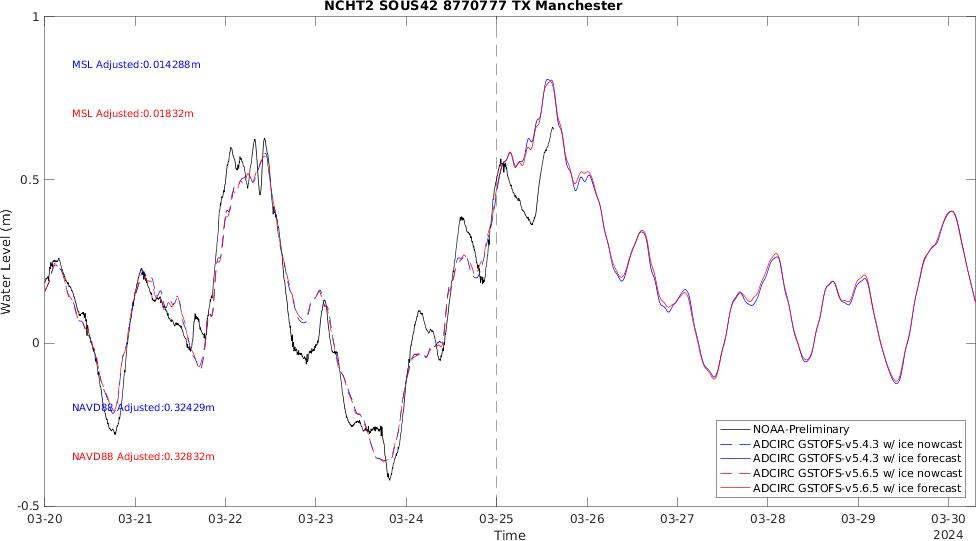 NCHT2 SOUS42 8770777 TX Manchester
1
MSL Adjusted:0.014288m
MSL Adjusted:0.01832m
0.5
Water Level (m)
0
NAVD88 Adjusted:0.32429m
NAVD88 Adjusted:0.32832m
NOAA-Preliminary
ADCIRC GSTOFS-v5.4.3 w/ ice nowcast
ADCIRC GSTOFS-v5.4.3 w/ ice forecast
ADCIRC GSTOFS-v5.6.5 w/ ice nowcast
ADCIRC GSTOFS-v5.6.5 w/ ice forecast
-0.5
03-20 03-21 03-22 03-23 03-24 03-25 03-26 03-27 03-28 03-29 03-30
Time
2024